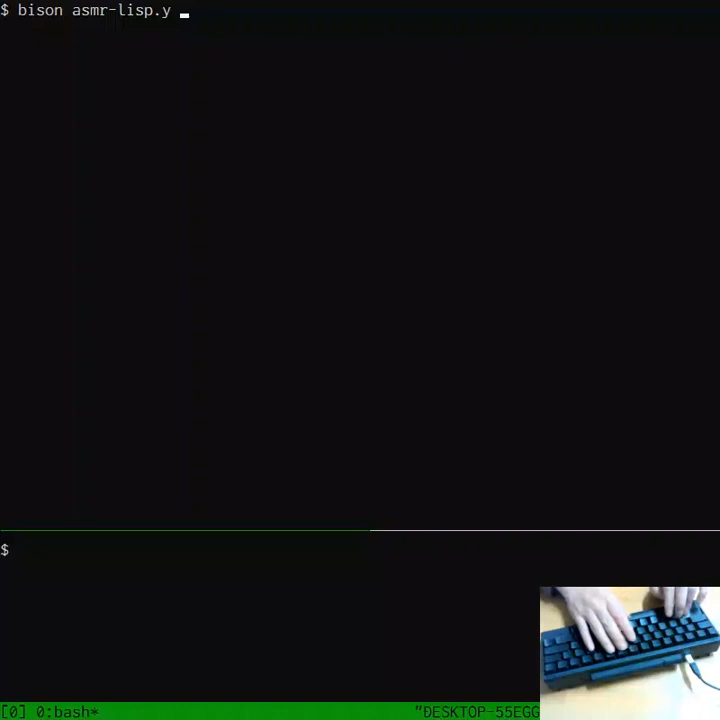 $ bison asmr-lisp.y
$
[0] 0:bash* "DESKTOP-55EGG